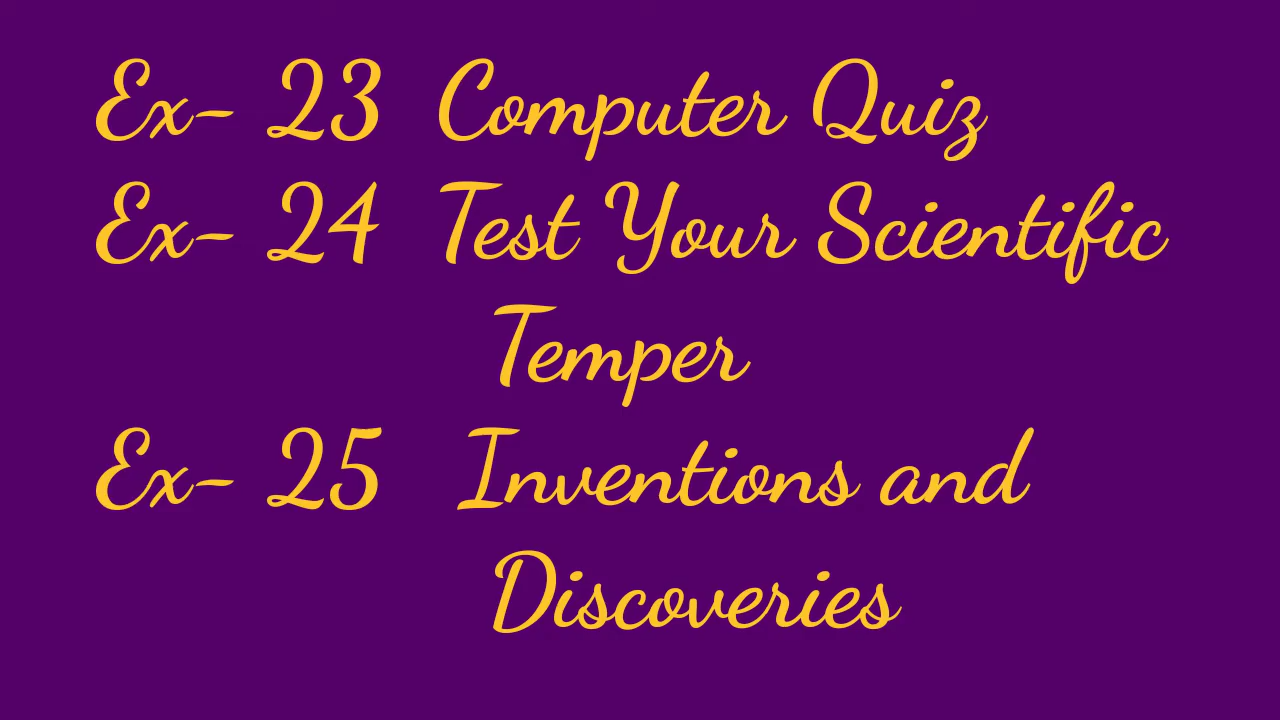 Ex- 23 Computer Quiz
Ex- 24 Test Your Scientific
Temper
Ex- 25 Inventions and
Discoveries